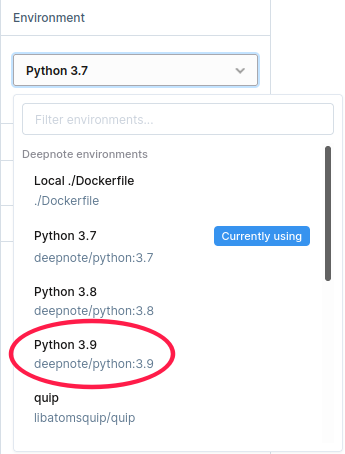 Environment
Python 3.7
Filter environments...
Deepnote environments
Local ./Dockerfile
./Dockerfile
Python 3.7
Currently using
deepnote/python:3.7
Python 3.8
deepnote/python:3.8
Python 3.9
deepnote/python:3.9
quip
libatomsquip/quip